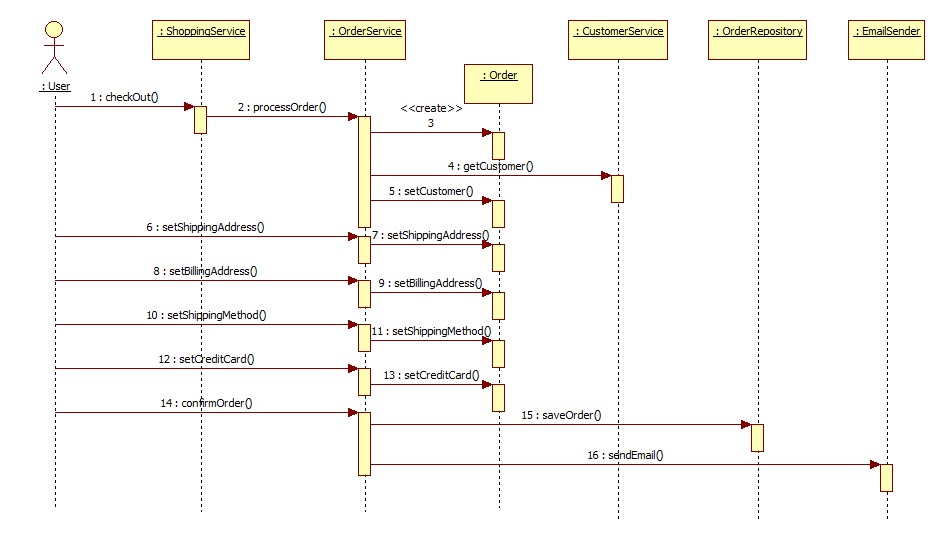 : ShoppingService
: OrderService
: CustomerService
: OrderRepository
: EmailSender
: Order
: User
1 : checkOut()
2 : processOrder()
<<create>>
3
4 : getCustomer()
5 : setCustomer()
6 : setShippingAddress()
7 : setShippingAddress()
8 : setBillingAddress()
9 : setBillingAddress()
10 : setShippingMethod()
11 : setShippingMethod()
12 : setCreditCard()
13 : setCreditCard()
14 : confirmOrder()
15 : saveOrder()
16 : sendEmail()